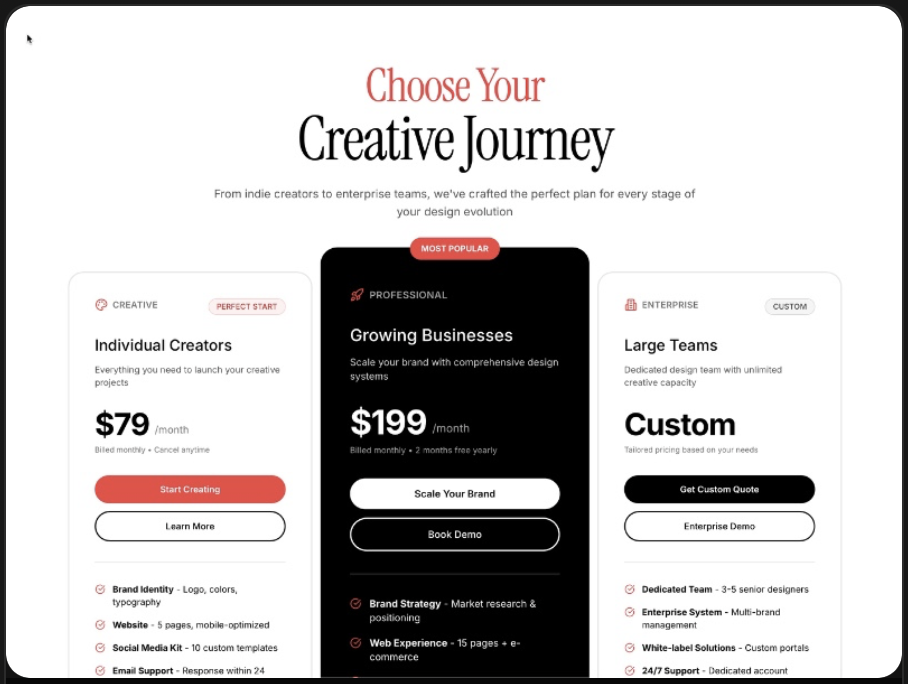 Choose Your
Creative Journey
From indie creators to enterprise teams, we've crafted the perfect plan for every stage of
your design evolution
CREATIVE
PERFECT START
Individual Creators
Everything you need to launch your creative
projects
$79 /month
Billed monthly • Cancel anytime
Start Creating
Learn More
Brand Identity - Logo, colors,
typography
Website - 5 pages, mobile-optimized
Social Media Kit - 10 custom templates
Email Support - Response within 24
MOST POPULAR
PROFESSIONAL
Growing Businesses
Scale your brand with comprehensive design
systems
$199 /month
Billed monthly • 2 months free yearly
Scale Your Brand
Book Demo
Brand Strategy - Market research &
positioning
Web Experience - 15 pages + e-
commerce
ENTERPRISE
CUSTOM
Large Teams
Dedicated design team with unlimited
creative capacity
Custom
Tailored pricing based on your needs
Get Custom Quote
Enterprise Demo
Dedicated Team - 3-5 senior designers
Enterprise System - Multi-brand
management
White-label Solutions - Custom portals
24/7 Support - Dedicated account